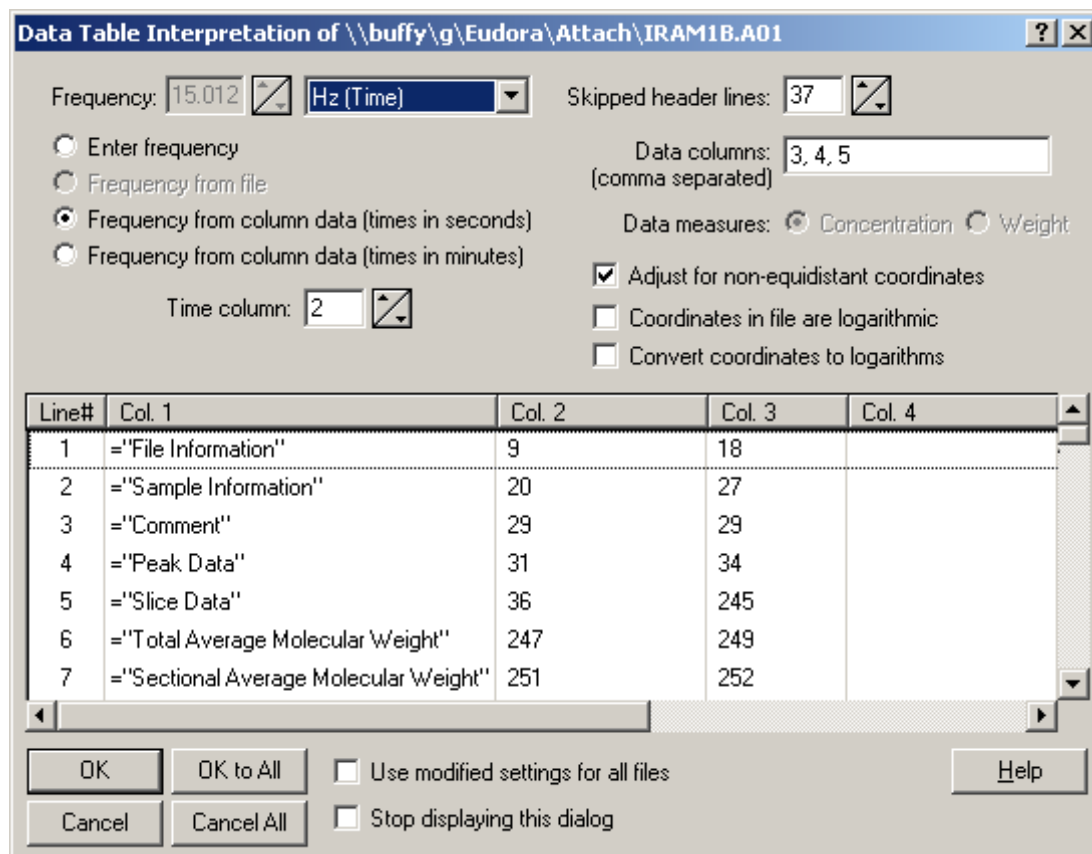 Data Table Interpretation of \\buffy\g\Eudora\Attach\IRAM1B.A01
Frequency: 15.012 Hz (Time)
Skipped header lines: 37
Enter frequency
Frequency from file
Frequency from column data (times in seconds)
Frequency from column data (times in minutes)
Time column: 2
Data columns: 3, 4, 5
(comma separated)
Data measures: Concentration Weight
Adjust for non-equidistant coordinates
Coordinates in file are logarithmic
Convert coordinates to logarithms
Line# Col. 1 Col. 2 Col. 3 Col. 4
1 ="File Information" 9 18
2 ="Sample Information" 20 27
3 ="Comment" 29 29
4 ="Peak Data" 31 34
5 ="Slice Data" 36 245
6 ="Total Average Molecular Weight" 247 249
7 ="Sectional Average Molecular Weight" 251 252
OK OK to All Use modified settings for all files Help
Cancel Cancel All Stop displaying this dialog